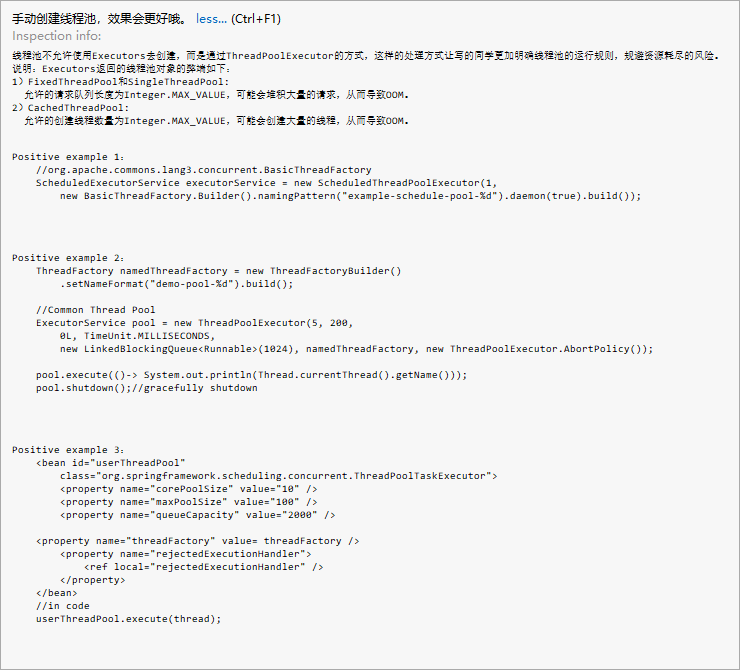 手动创建线程池，效果会更好哦。 less... (Ctrl+F1)
Inspection info:
线程池不允许使用Executors去创建，而是通过ThreadPoolExecutor的方式，这样的处理方式让写的同学更加明确线程池的运行规则，规避资源耗尽的风险。
说明：Executors返回的线程池对象的弊端如下：
1）FixedThreadPool和SingleThreadPool:
允许的请求队列长度为Integer.MAX_VALUE，可能会堆积大量的请求，从而导致OOM。
2）CachedThreadPool:
允许的创建线程数量为Integer.MAX_VALUE，可能会创建大量的线程，从而导致OOM。
Positive example 1：
//org.apache.commons.lang3.concurrent.BasicThreadFactory
ScheduledExecutorService executorService = new ScheduledThreadPoolExecutor(1,
new BasicThreadFactory.Builder().namingPattern("example-schedule-pool-%d").daemon(true).build());
Positive example 2：
ThreadFactory namedThreadFactory = new ThreadFactoryBuilder()
.setNameFormat("demo-pool-%d").build();
//Common Thread Pool
ExecutorService pool = new ThreadPoolExecutor(5, 200,
0L, TimeUnit.MILLISECONDS,
new LinkedBlockingQueue<Runnable>(1024), namedThreadFactory, new ThreadPoolExecutor.AbortPolicy());
pool.execute(()-> System.out.println(Thread.currentThread().getName()));
pool.shutdown();//gracefully shutdown
Positive example 3：
<bean id="userThreadPool"
class="org.springframework.scheduling.concurrent.ThreadPoolTaskExecutor">
<property name="corePoolSize" value="10" />
<property name="maxPoolSize" value="100" />
<property name="queueCapacity" value="2000" />
<property name="threadFactory" value= threadFactory />
<property name="rejectedExecutionHandler">
<ref local="rejectedExecutionHandler" />
</property>
</bean>
//in code
userThreadPool.execute(thread);